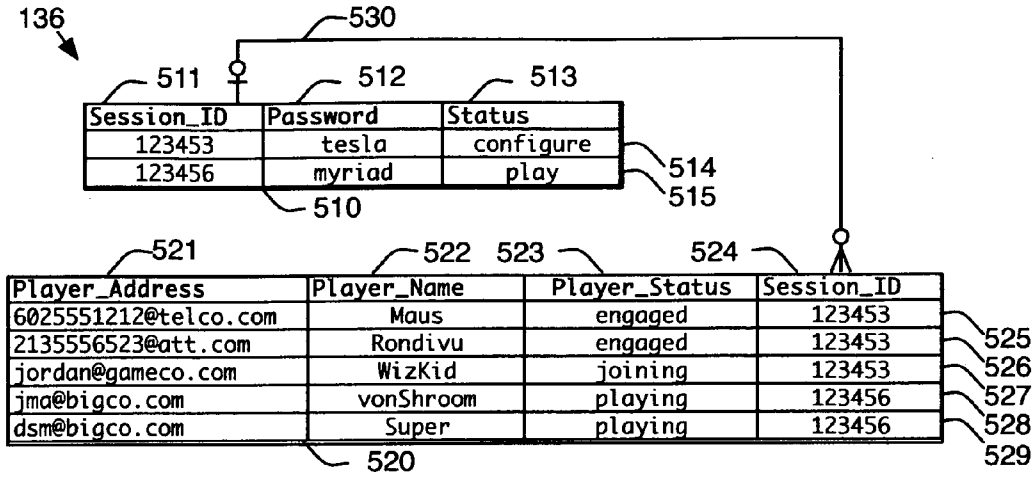 136
530
511 512 513
Session_ID Password Status
123453 tesla configure
123456 myriad play
514
515
510
521 522 523 524
Player_Address Player_Name Player_Status Session_ID
6025551212@telco.com Maus engaged 123453
2135556523@att.com Rondivu engaged 123453
jordan@gameco.com WizKid joining 123453
jma@bigco.com vonShroom playing 123456
dsm@bigco.com Super playing 123456
525
526
527
528
529
520